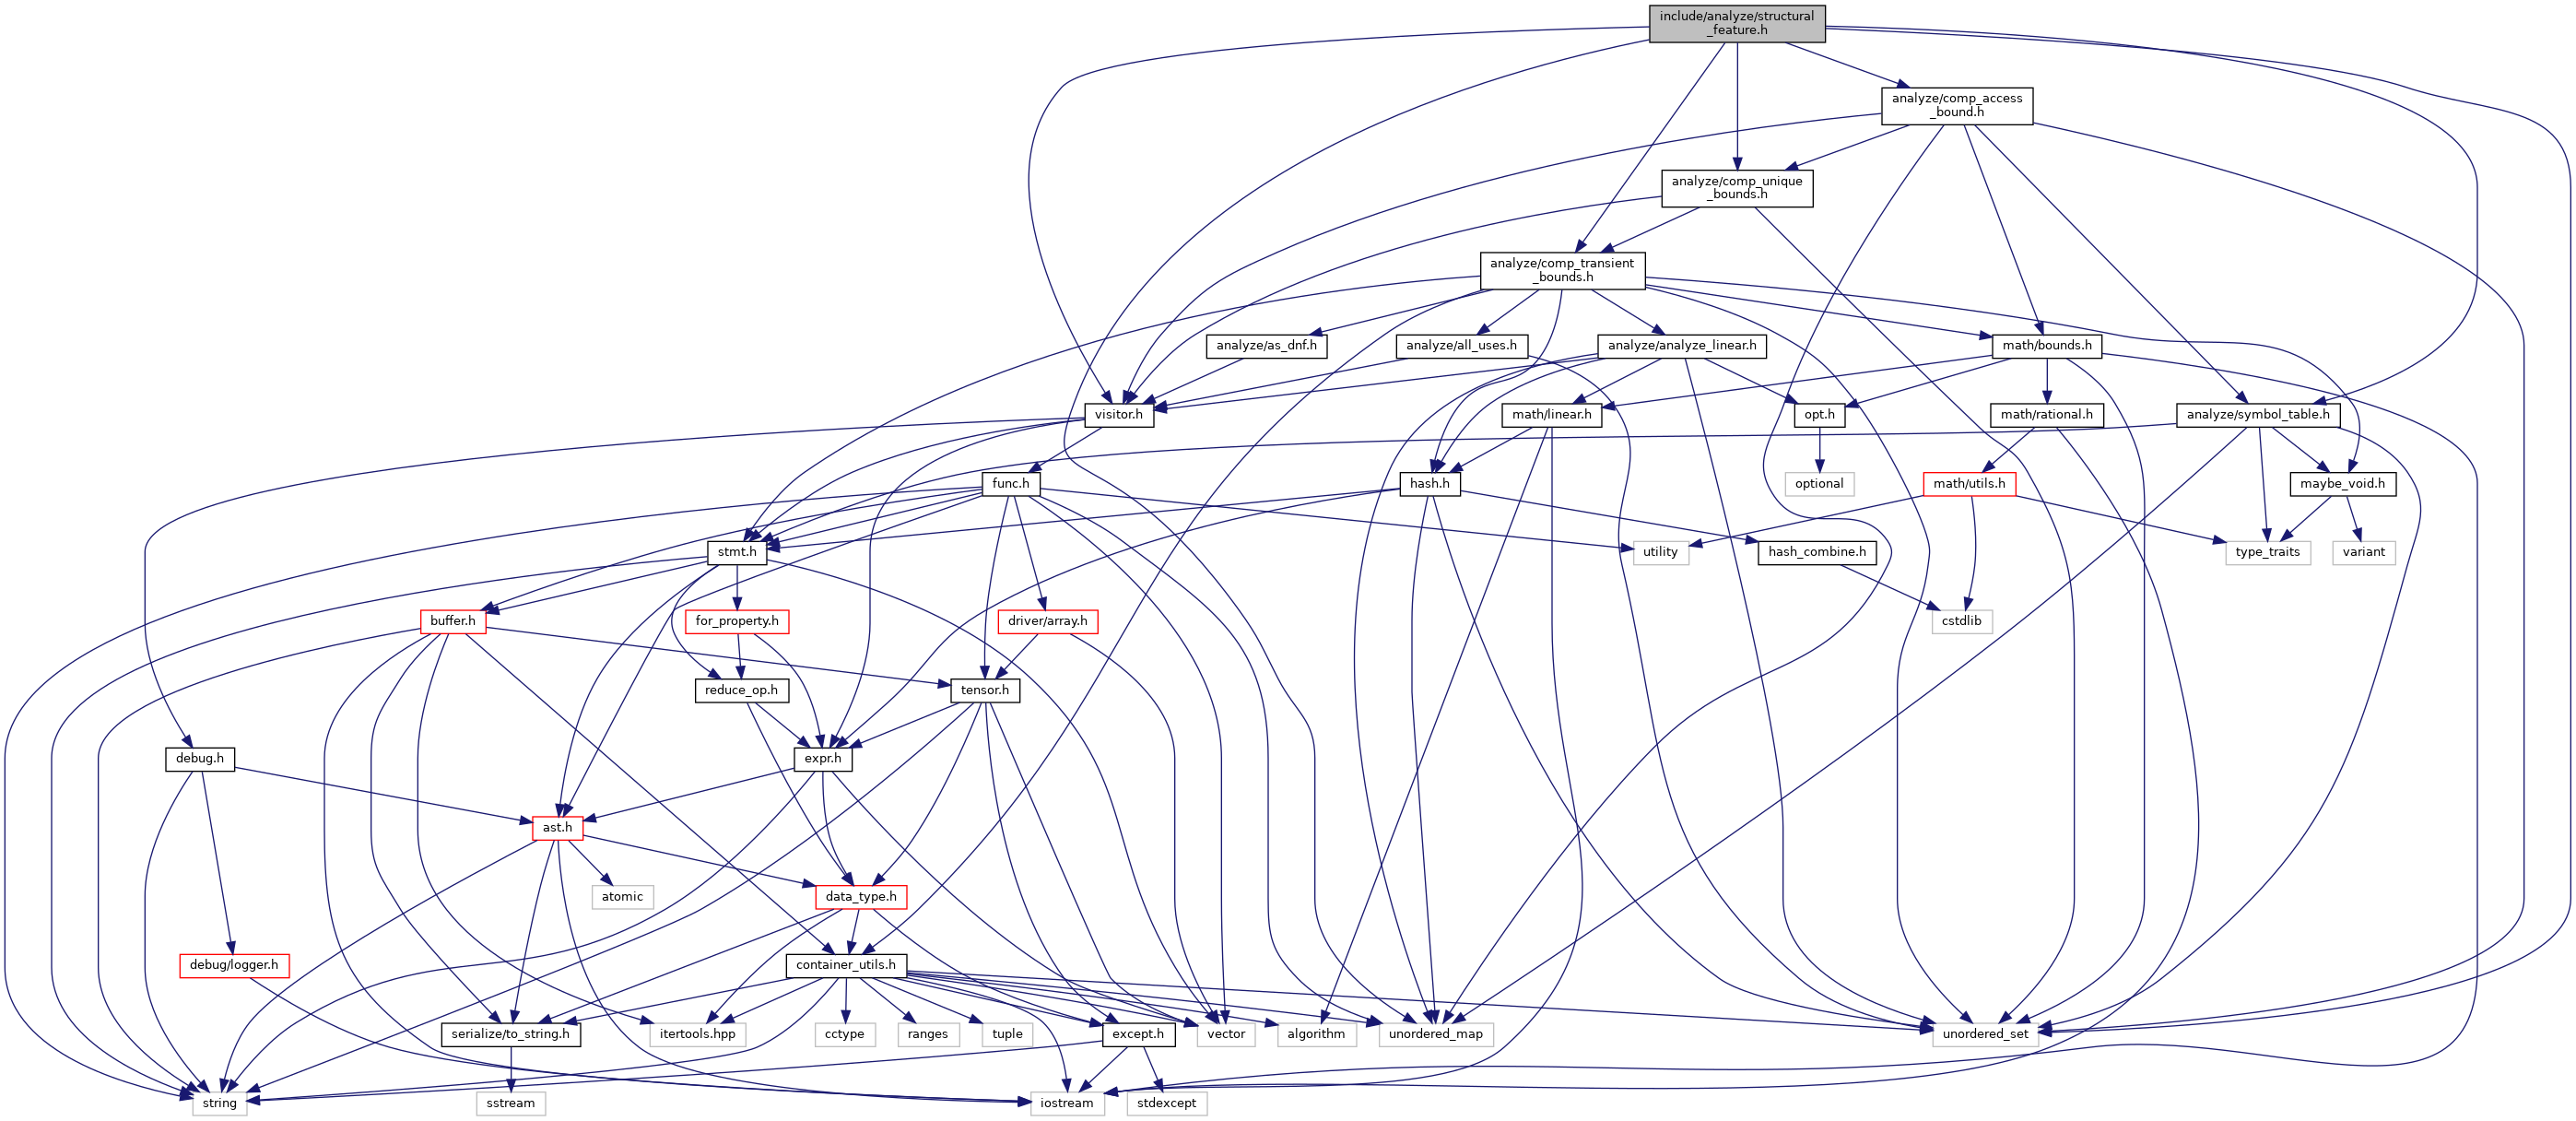 include/analyze/structural
_feature.h
analyze/comp_access
_bound.h
analyze/comp_unique
_bounds.h
analyze/comp_transient
_bounds.h
analyze/as_dnf.h
analyze/all_uses.h
analyze/analyze_linear.h
math/bounds.h
visitor.h
math/linear.h
opt.h
math/rational.h
analyze/symbol_table.h
func.h
hash.h
optional
math/utils.h
maybe_void.h
stmt.h
utility
hash_combine.h
type_traits
variant
buffer.h
for_property.h
driver/array.h
cstdlib
reduce_op.h
tensor.h
debug.h
expr.h
ast.h
atomic
data_type.h
debug/logger.h
container_utils.h
serialize/to_string.h
itertools.hpp
cctype
ranges
tuple
except.h
vector
algorithm
unordered_map
unordered_set
string
sstream
iostream
stdexcept